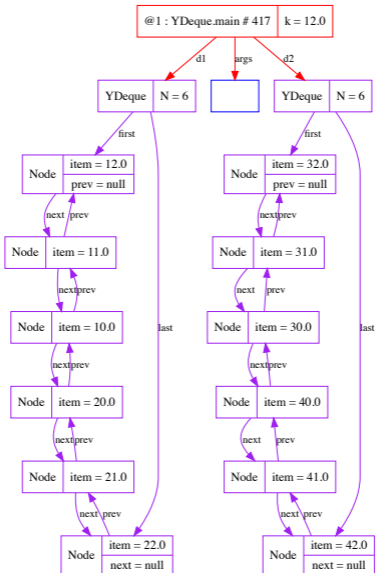 @1 : YDeque.main # 417 k = 12.0
d1 args d2
YDeque N = 6 YDeque N = 6
first first
Node item = 12.0 prev = null Node item = 32.0 prev = null
next prev next prev
Node item = 11.0 Node item = 31.0
next prev next prev
Node item = 10.0 last Node item = 30.0 last
next prev next prev
Node item = 20.0 Node item = 40.0
next prev next prev
Node item = 21.0 Node item = 41.0
next prev next prev
Node item = 22.0 next = null Node item = 42.0 next = null